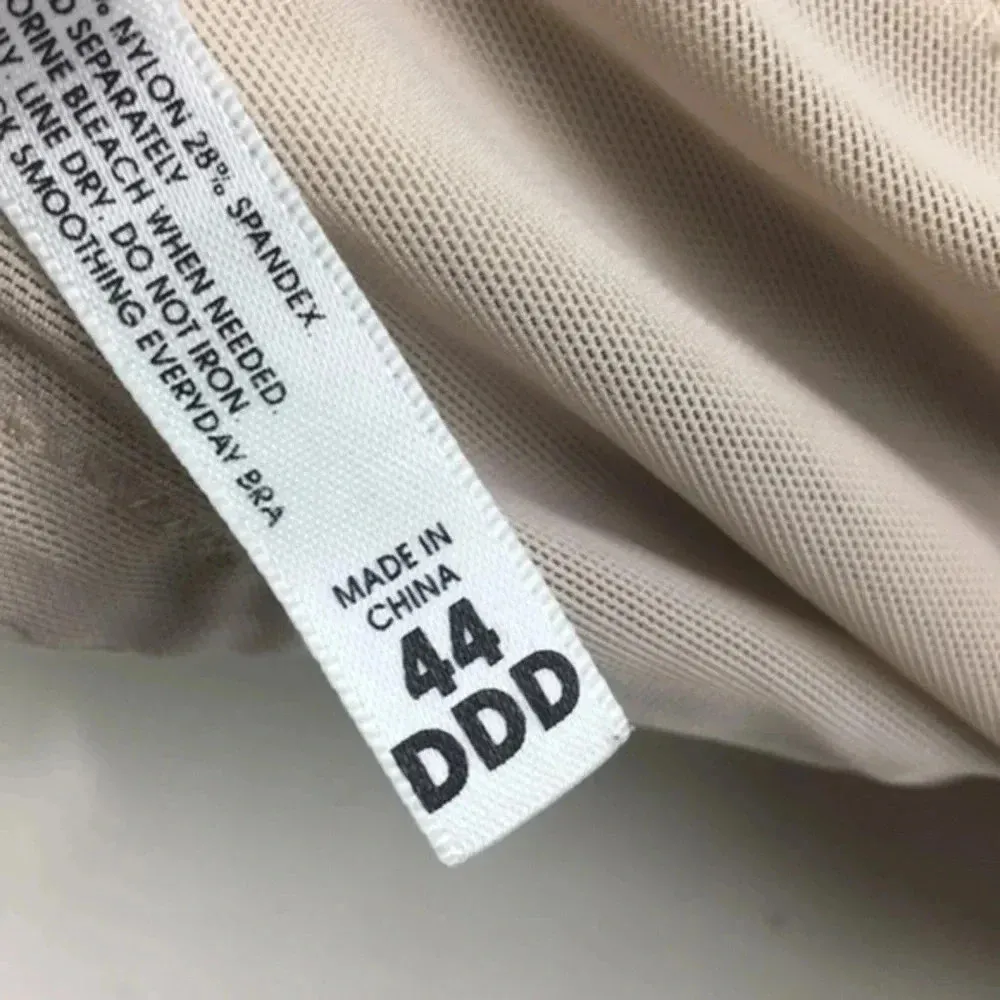 % NYLON 28% SPANDEX.
SEPARATELY
BLEACH WHEN NEEDED.
LINE DRY. DO NOT IRON.
SMOOTHING EVERYDAY BRA
MADE IN
CHINA
44
DDD